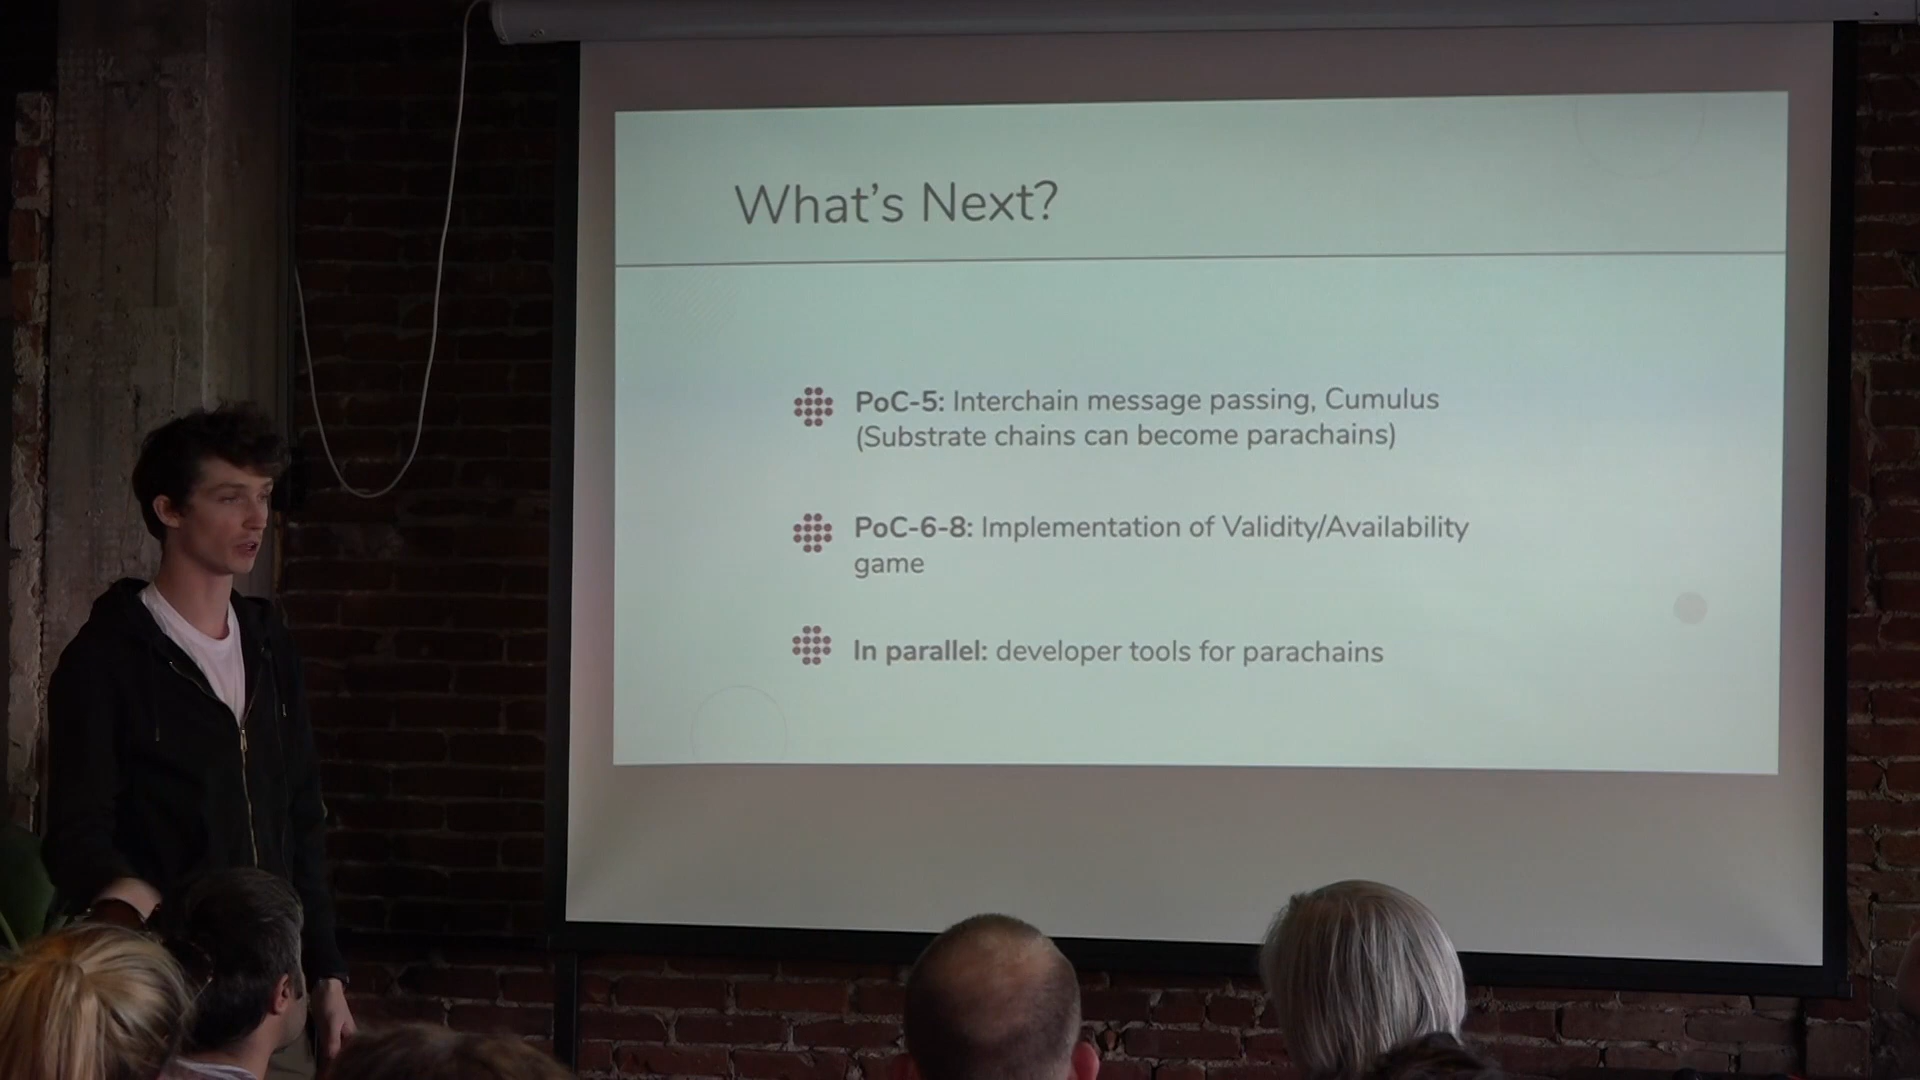 What's Next?
PoC-5: Interchain message passing, Cumulus
(Substrate chains can become parachains)
PoC-6-8: Implementation of Validity/Availability
game
In parallel: developer tools for parachains